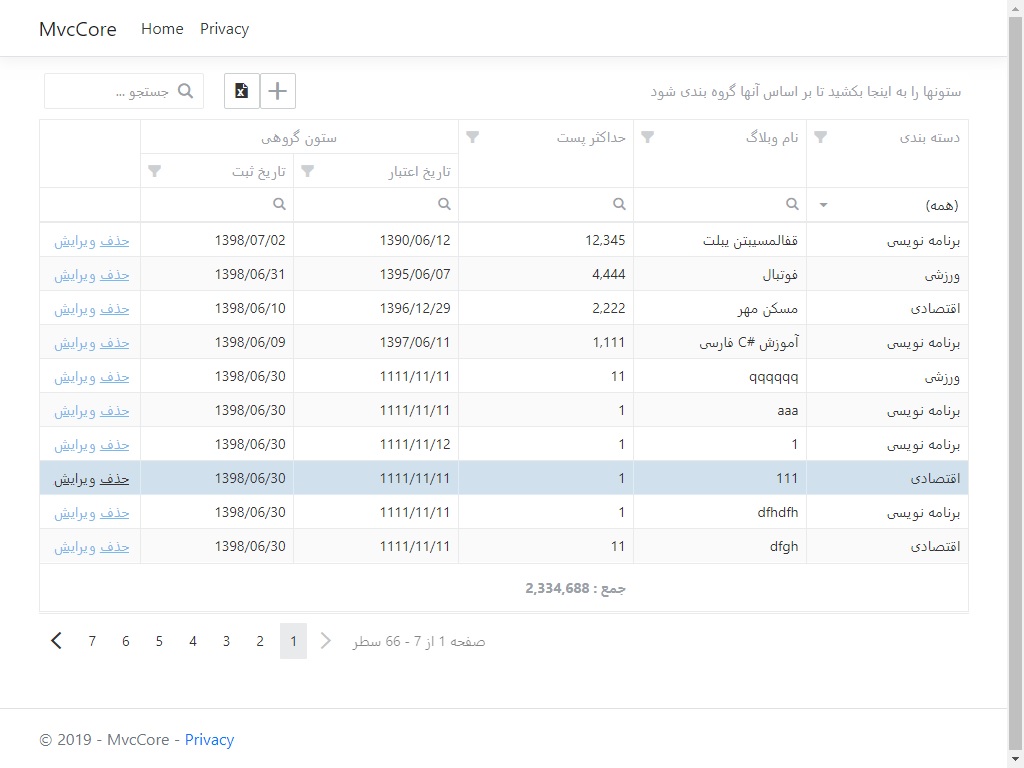 MvcCore Home Privacy
ستونها را به اینجا بکشید تا بر اساس آنها گروه بندی شود جستجو ...
دسته بندی نام وبلاگ حداکثر پست ستون گروهی
تاریخ اعتبار تاریخ ثبت
(همه)
برنامه نویسی قفالمسیبتن یبلت 12,345 1390/06/12 1398/07/02 حذف ویرایش
ورزشی فوتبال 4,444 1395/06/07 1398/06/31 حذف ویرایش
اقتصادی مسکن مهر 2,222 1396/12/29 1398/06/10 حذف ویرایش
برنامه نویسی آموزش C# فارسی 1,111 1397/06/11 1398/06/09 حذف ویرایش
ورزشی qqqqqq 11 1111/11/11 1398/06/30 حذف ویرایش
برنامه نویسی aaa 1 1111/11/11 1398/06/30 حذف ویرایش
برنامه نویسی 1 1 1111/11/12 1398/06/30 حذف ویرایش
اقتصادی 111 1 1111/11/11 1398/06/30 حذف ویرایش
برنامه نویسی dfhdfh 1 1111/11/11 1398/06/30 حذف ویرایش
اقتصادی dfgh 11 1111/11/11 1398/06/30 حذف ویرایش
جمع : 2,334,688
صفحه 1 از 7 - 66 سطر 1 2 3 4 5 6 7
© 2019 - MvcCore - Privacy